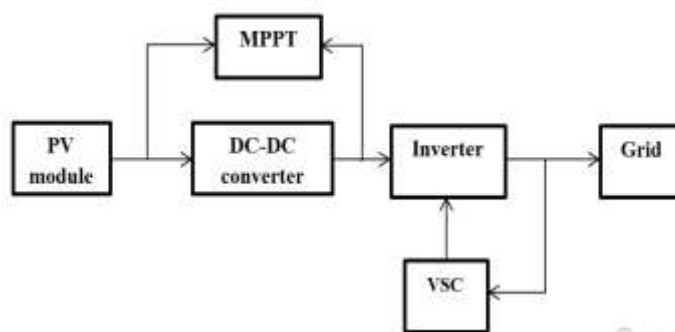 MPPT
PV
module
DC-DC
converter
Inverter
Grid
VSC